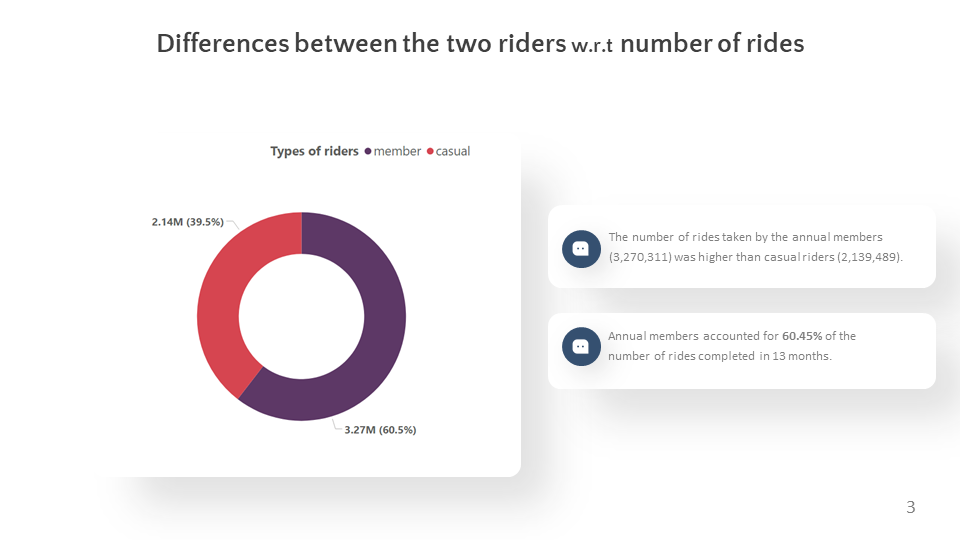 Differences between the two riders w.r.t number of rides
Types of riders member casual
2.14M (39.5%)
3.27M (60.5%)
The number of rides taken by the annual members
(3,270,311) was higher than casual riders (2,139,489).
Annual members accounted for 60.45% of the
number of rides completed in 13 months.
3